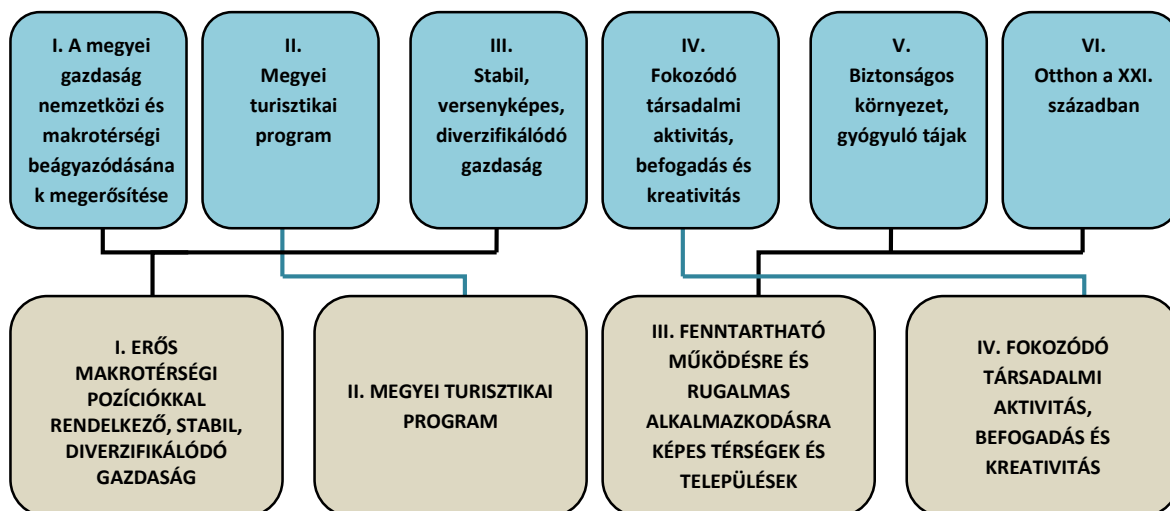 I. A megyei
gazdaság
nemzetközi és
makrotérségi
beágyazódásána
k megerősítése
II.
Megyei
turisztikai
program
III.
Stabil,
versenyképes,
diverzifikálódó
gazdaság
IV.
Fokozódó
társadalmi
aktivitás,
befogadás és
kreativitás
V.
Biztonságos
környezet,
gyógyuló tájak
VI.
Otthon a XXI.
században
I. ERŐS
MAKROTÉRSÉGI
POZÍCIÓKKAL
RENDELKEZŐ, STABIL,
DIVERZIFIKÁLÓDÓ
GAZDASÁG
II. MEGYEI TURISZTIKAI
PROGRAM
III. FENNTARTHATÓ
MŰKÖDÉSRE ÉS
RUGALMAS
ALKALMAZKODÁSRA
KÉPES TÉRSÉGEK ÉS
TELEPÜLÉSEK
IV. FOKOZÓDÓ
TÁRSADALMI
AKTIVITÁS,
BEFOGADÁS ÉS
KREATIVITÁS